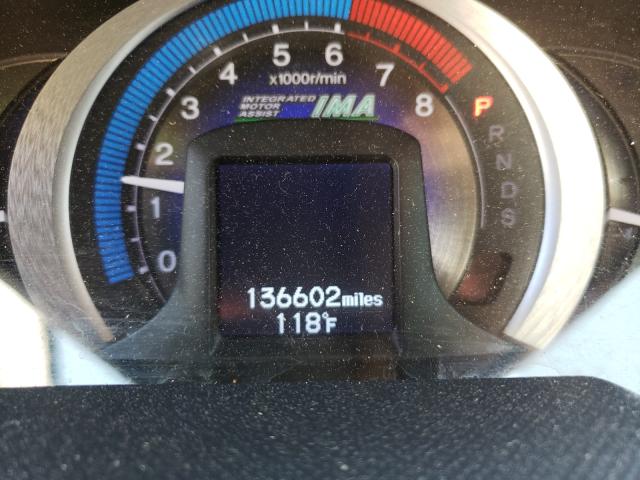 0
1
2
3
4
5
6
7
8
x1000r/min
INTEGRATED
MOTOR
ASSIST
IMA
P
R
N
D
S
136602miles
118°F